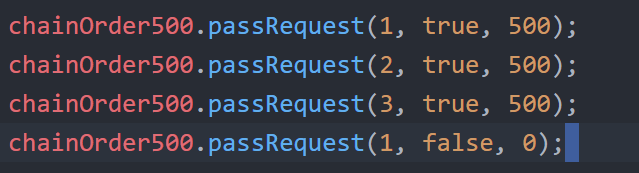 chainOrder500.passRequest(1, true, 500);
chainOrder500.passRequest(2, true, 500);
chainOrder500.passRequest(3, true, 500);
chainOrder500.passRequest(1, false, 0);